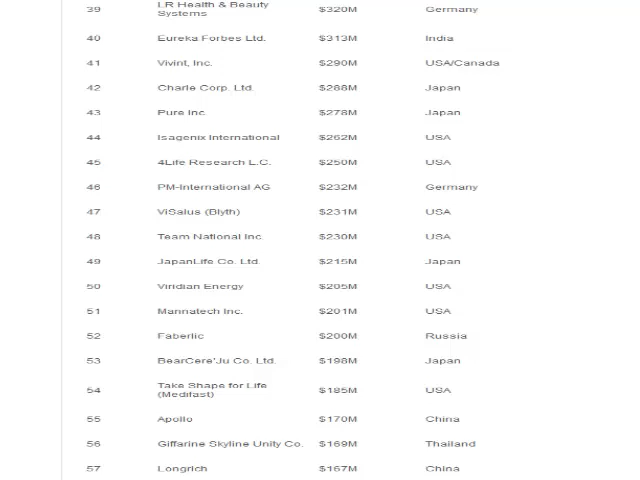 39 LR Health & Beauty Systems $320M Germany
40 Eureka Forbes Ltd. $313M India
41 Vivint, Inc. $290M USA/Canada
42 Charle Corp. Ltd. $288M Japan
43 Pure Inc. $278M Japan
44 Isagenix International $262M USA
45 4Life Research L.C. $250M USA
46 PM-International AG $232M Germany
47 ViSalus (Blyth) $231M USA
48 Team National Inc. $230M USA
49 JapanLife Co. Ltd. $215M Japan
50 Viridian Energy $205M USA
51 Mannatech Inc. $201M USA
52 Faberlic $200M Russia
53 BearCere'Ju Co. Ltd. $198M Japan
54 Take Shape for Life (Medifast) $185M USA
55 Apollo $170M China
56 Giffarine Skyline Unity Co. $169M Thailand
57 Longrich $167M China